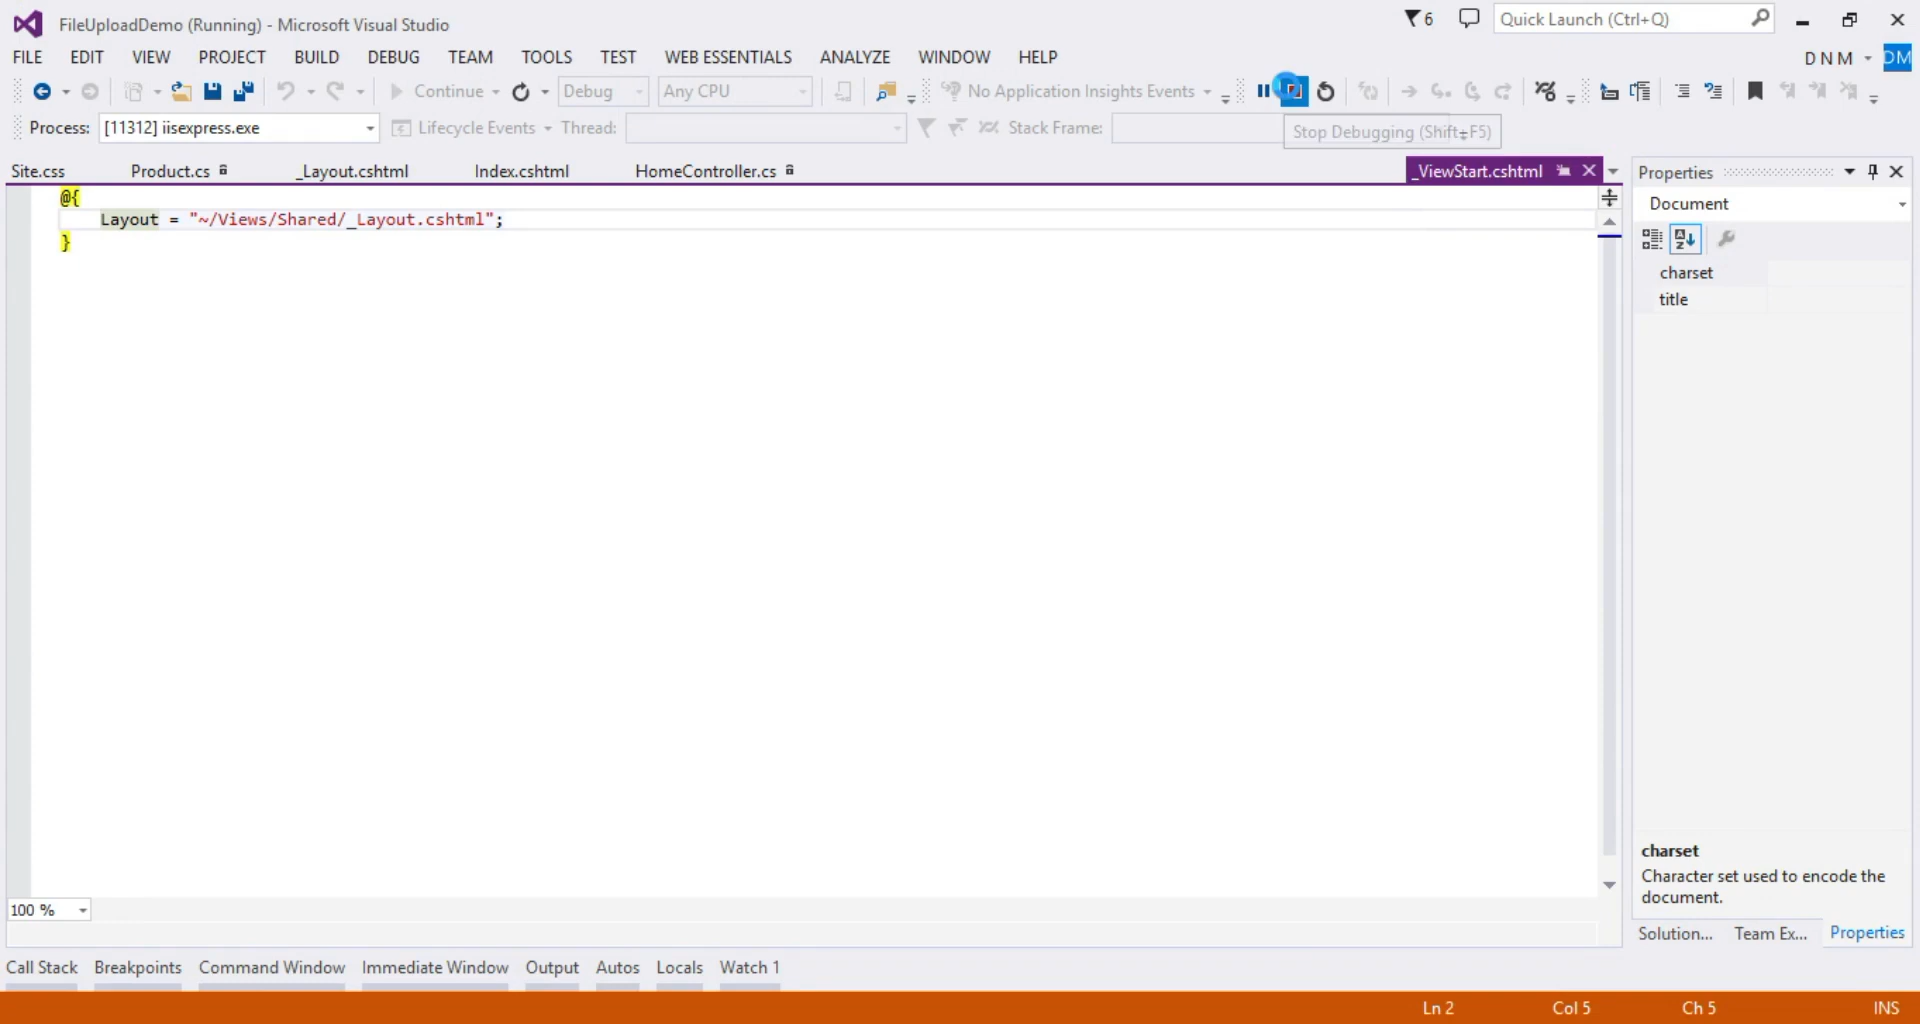 FileUploadDemo (Running) - Microsoft Visual Studio
6
Quick Launch (Ctrl+Q)
FILE EDIT VIEW PROJECT BUILD DEBUG TEAM TOOLS TEST WEB ESSENTIALS ANALYZE WINDOW HELP
D N M DM
Continue Debug Any CPU No Application Insights Events
Process: [11312] iisexpress.exe Lifecycle Events Thread: Stack Frame:
Stop Debugging (Shift+F5)
Site.css Product.cs _Layout.cshtml Index.cshtml HomeController.cs _ViewStart.cshtml
@{
Layout = "~/Views/Shared/_Layout.cshtml";
}
Properties
Document
charset
title
charset
Character set used to encode the
document.
100 %
Solution... Team Ex... Properties
Call Stack Breakpoints Command Window Immediate Window Output Autos Locals Watch 1
Ln 2 Col 5 Ch 5 INS